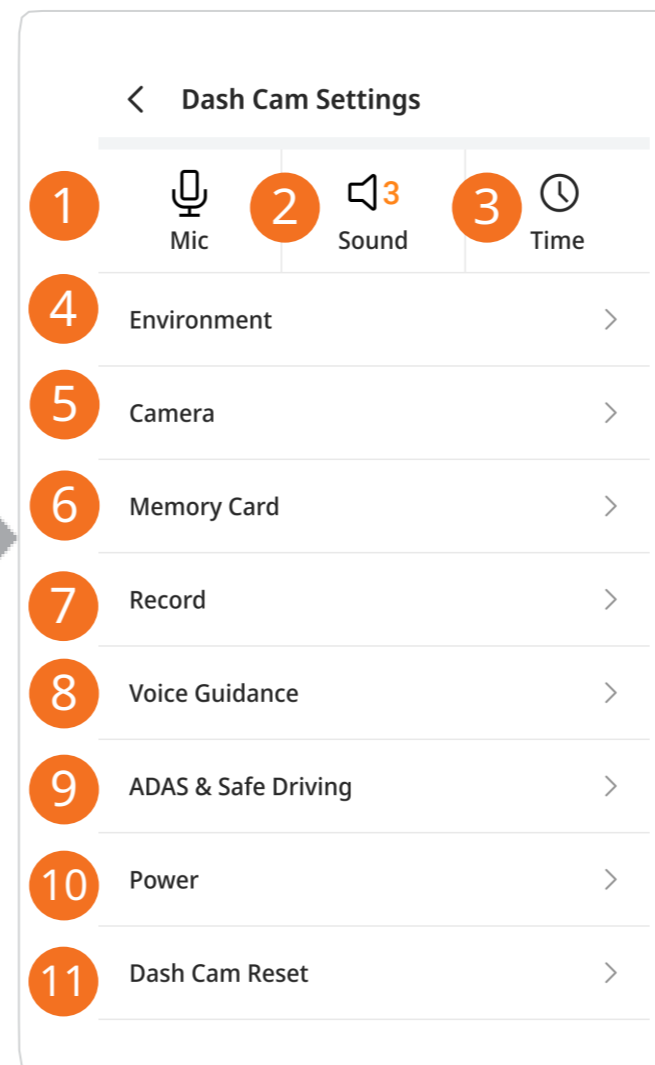 Dash Cam Settings
1 Mic 2 3 Sound 3 Time
4 Environment
5 Camera
6 Memory Card
7 Record
8 Voice Guidance
9 ADAS & Safe Driving
10 Power
11 Dash Cam Reset